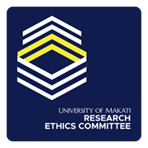 UNIVERSITY OF MAKATI
RESEARCH
ETHICS COMMITTEE